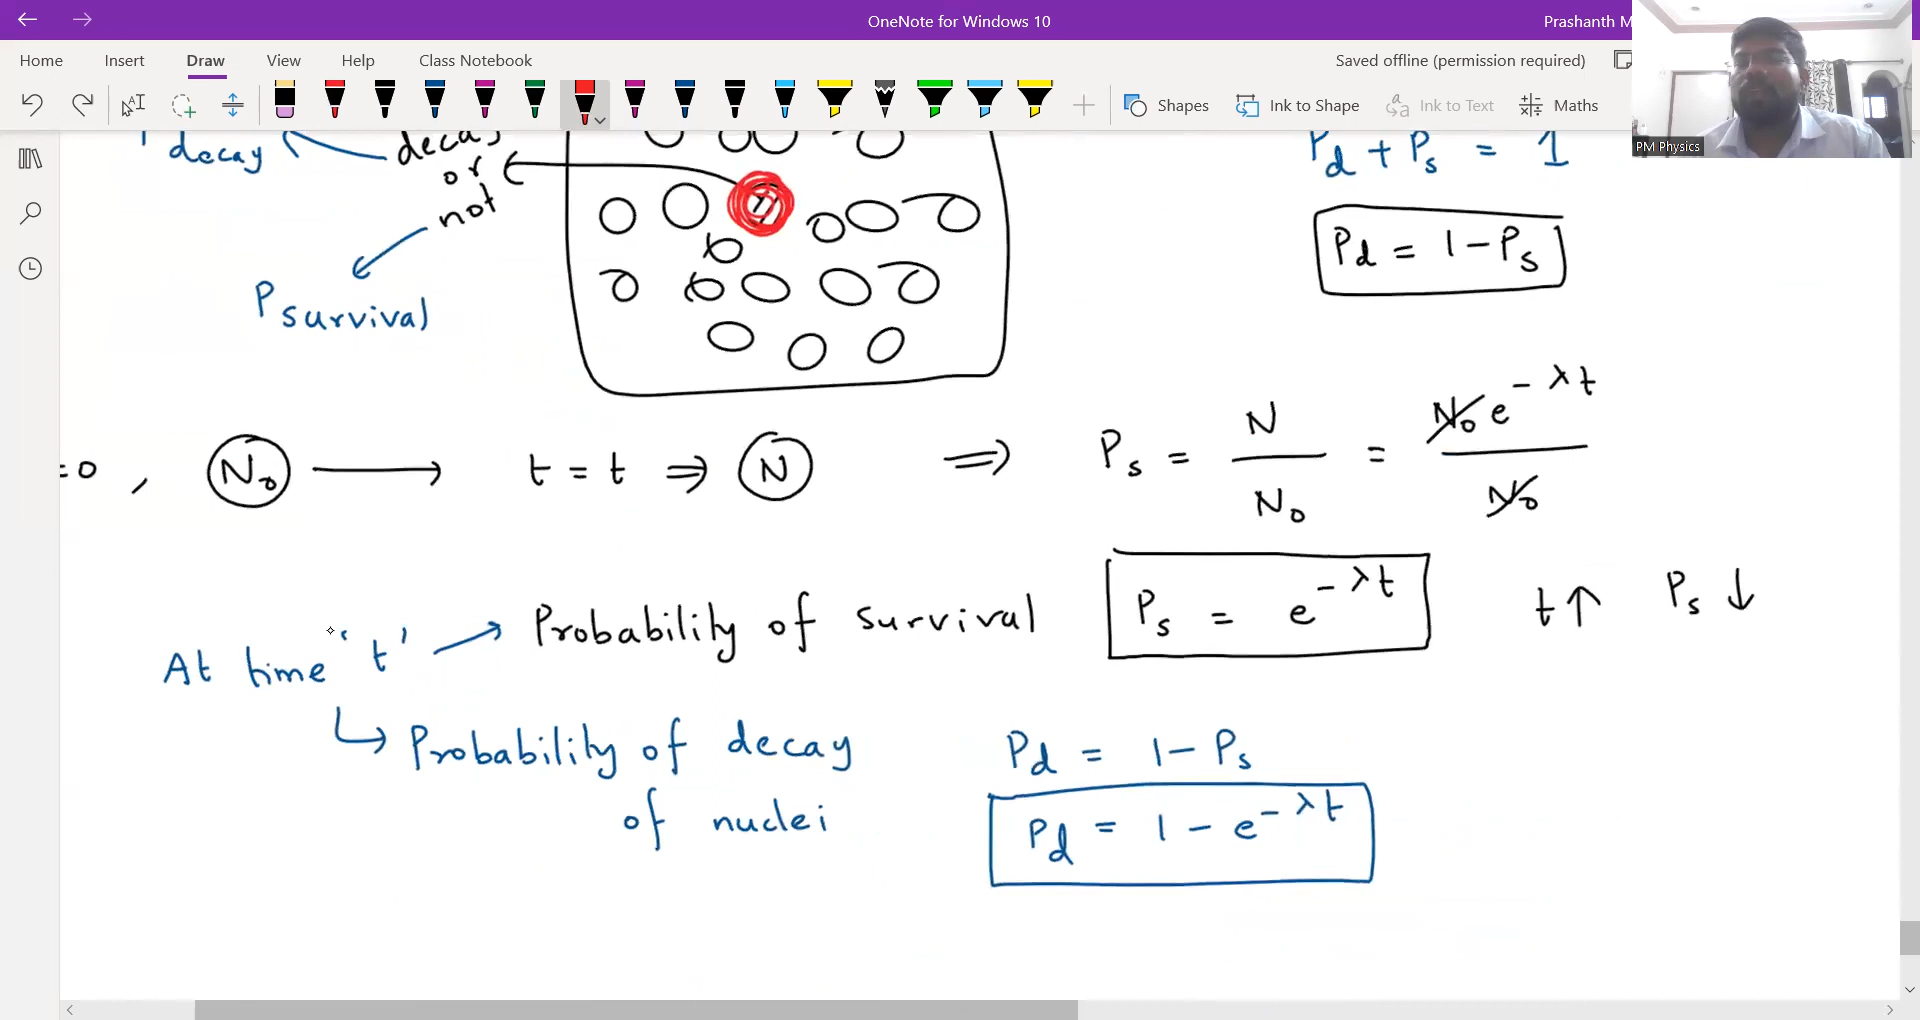 OneNote for Windows 10
Prashanth M
Home Insert Draw View Help Class Notebook
Saved offline (permission required)
Shapes Ink to Shape Ink to Text Maths
PM Physics
decay
decay
or
not
P survival
Pd + Ps = 1
Pd = 1 - Ps
=0 , N₀ → t = t ⇒ N ⇒ Ps = N / N₀ = N₀e^-λt / N₀
At time 't' → Probability of survival Ps = e^-λt t↑ Ps↓
↳ Probability of decay
of nuclei
Pd = 1 - Ps
Pd = 1 - e^-λt